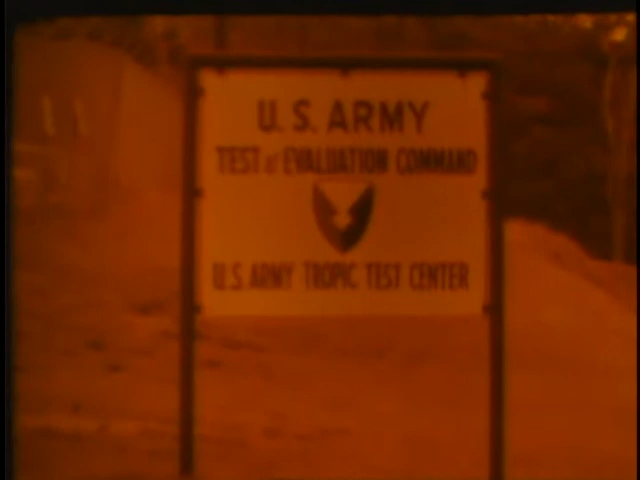 U.S. ARMY
TEST & EVALUATION COMMAND
U.S. ARMY TROPIC TEST CENTER